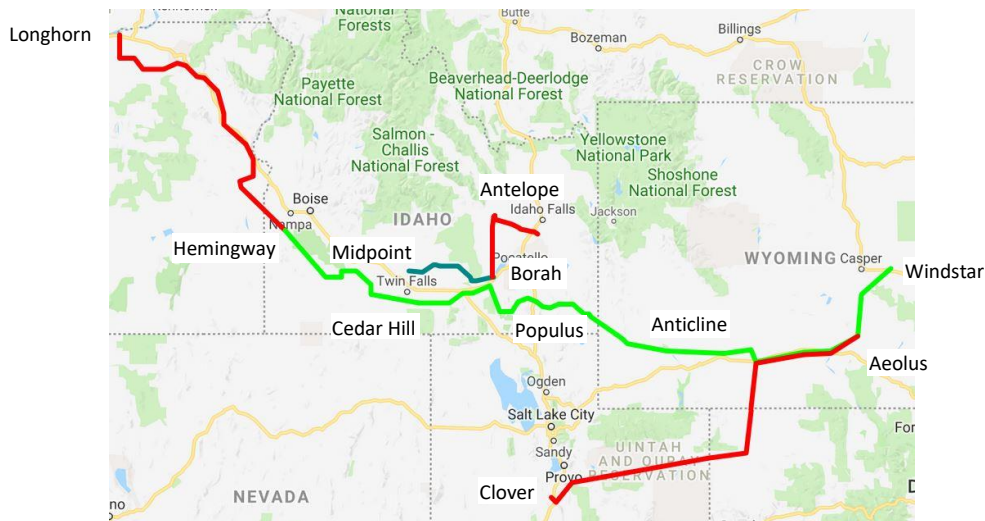 National
Forests
Butte
Bozeman
Billings
Longhorn
CROW
RESERVATION
Payette
National Forest
Beaverhead-Deerlodge
National Forest
Salmon -
Challis
National Forest
Yellowstone
National Park
Shoshone
National Forest
Antelope
Boise
Nampa
IDAHO
Idaho Falls
Jackson
Hemingway
Midpoint
Pocatello
Borah
WYOMING
Casper
Windstar
Twin Falls
Cedar Hill
Populus
Anticline
Aeolus
Ogden
Salt Lake City
Sandy
Provo
UINTAH
AND OURAY
RESERVATION
For
Clover
NEVADA
no
D